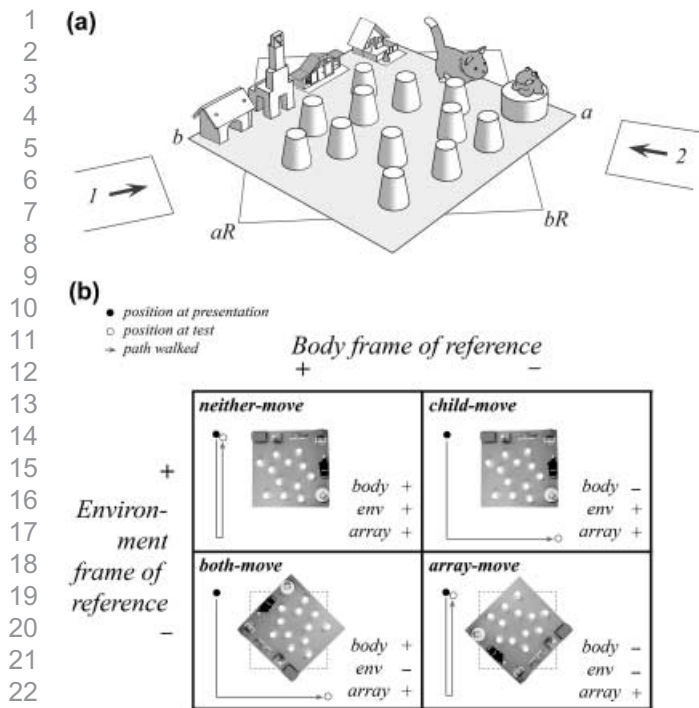 1
2
3
4
5
6
7
8
9
10
11
12
13
14
15
16
17
18
19
20
21
22
(a)
b
a
1
2
aR
bR
(b)
position at presentation
position at test
path walked
Body frame of reference
+ –
neither-move
body +
env +
array +
child-move
body –
env +
array +
+
Environ-
ment
frame of
reference
–
both-move
body +
env –
array +
array-move
body –
env –
array +